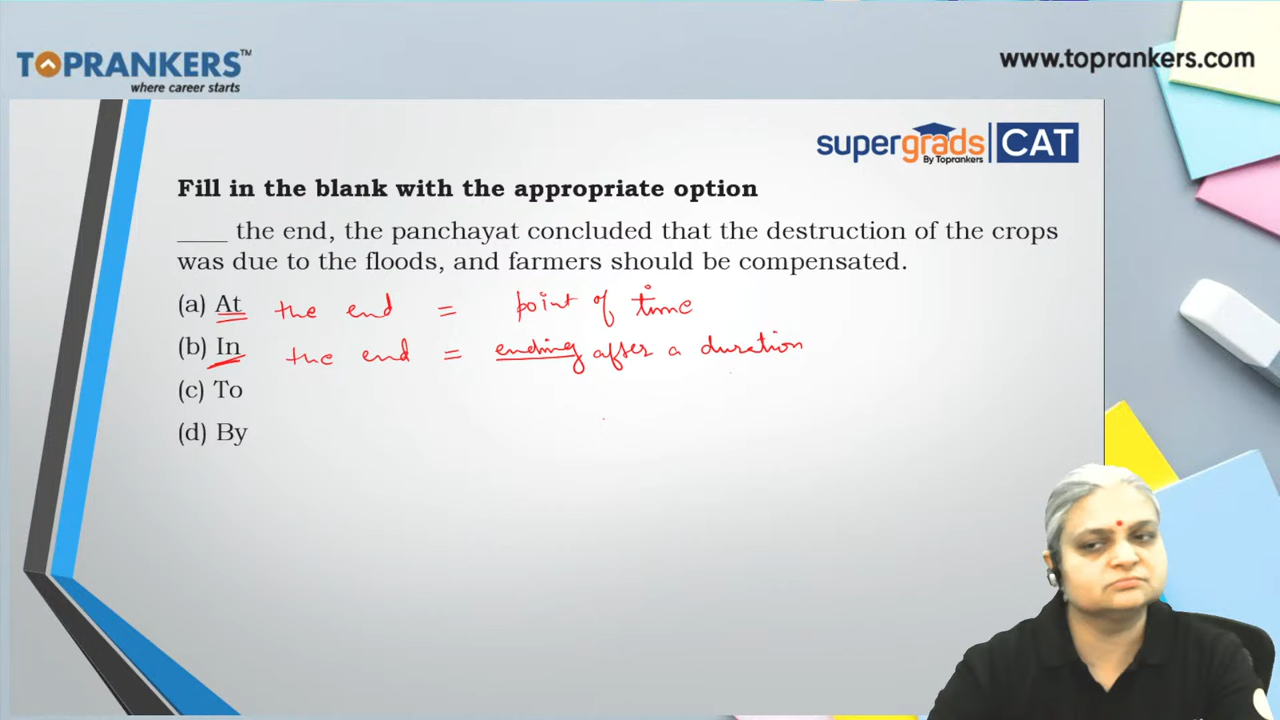 TOPRANKERS™
where career starts
www.toprankers.com
supergrads | CAT
By Toprankers
Fill in the blank with the appropriate option
____ the end, the panchayat concluded that the destruction of the crops
was due to the floods, and farmers should be compensated.
(a) At the end = point of time
(b) In the end = ending after a duration
(c) To
(d) By